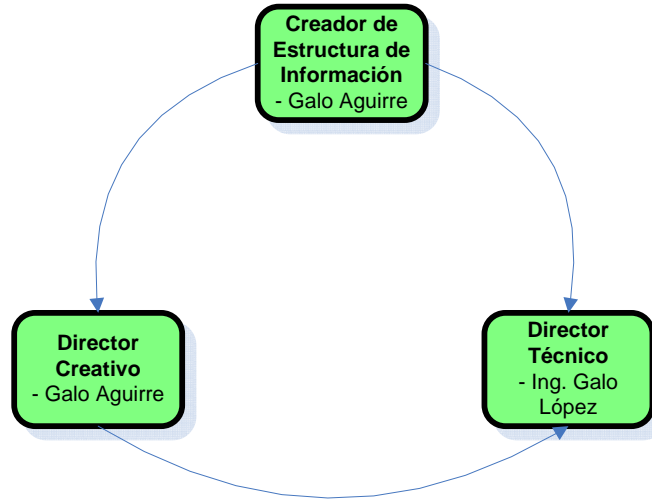 Creador de
Estructura de
Información
- Galo Aguirre
Director
Creativo
- Galo Aguirre
Director
Técnico
- Ing. Galo
López